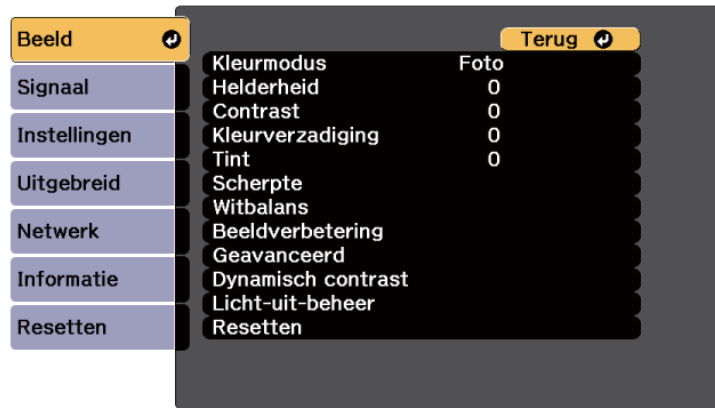 Beeld
Signaal
Instellingen
Uitgebreid
Netwerk
Informatie
Resetten
Terug
Kleurmodus Foto
Helderheid 0
Contrast 0
Kleurverzadiging 0
Tint 0
Scherpte
Witbalans
Beeldverbetering
Geavanceerd
Dynamisch contrast
Licht-uit-beheer
Resetten